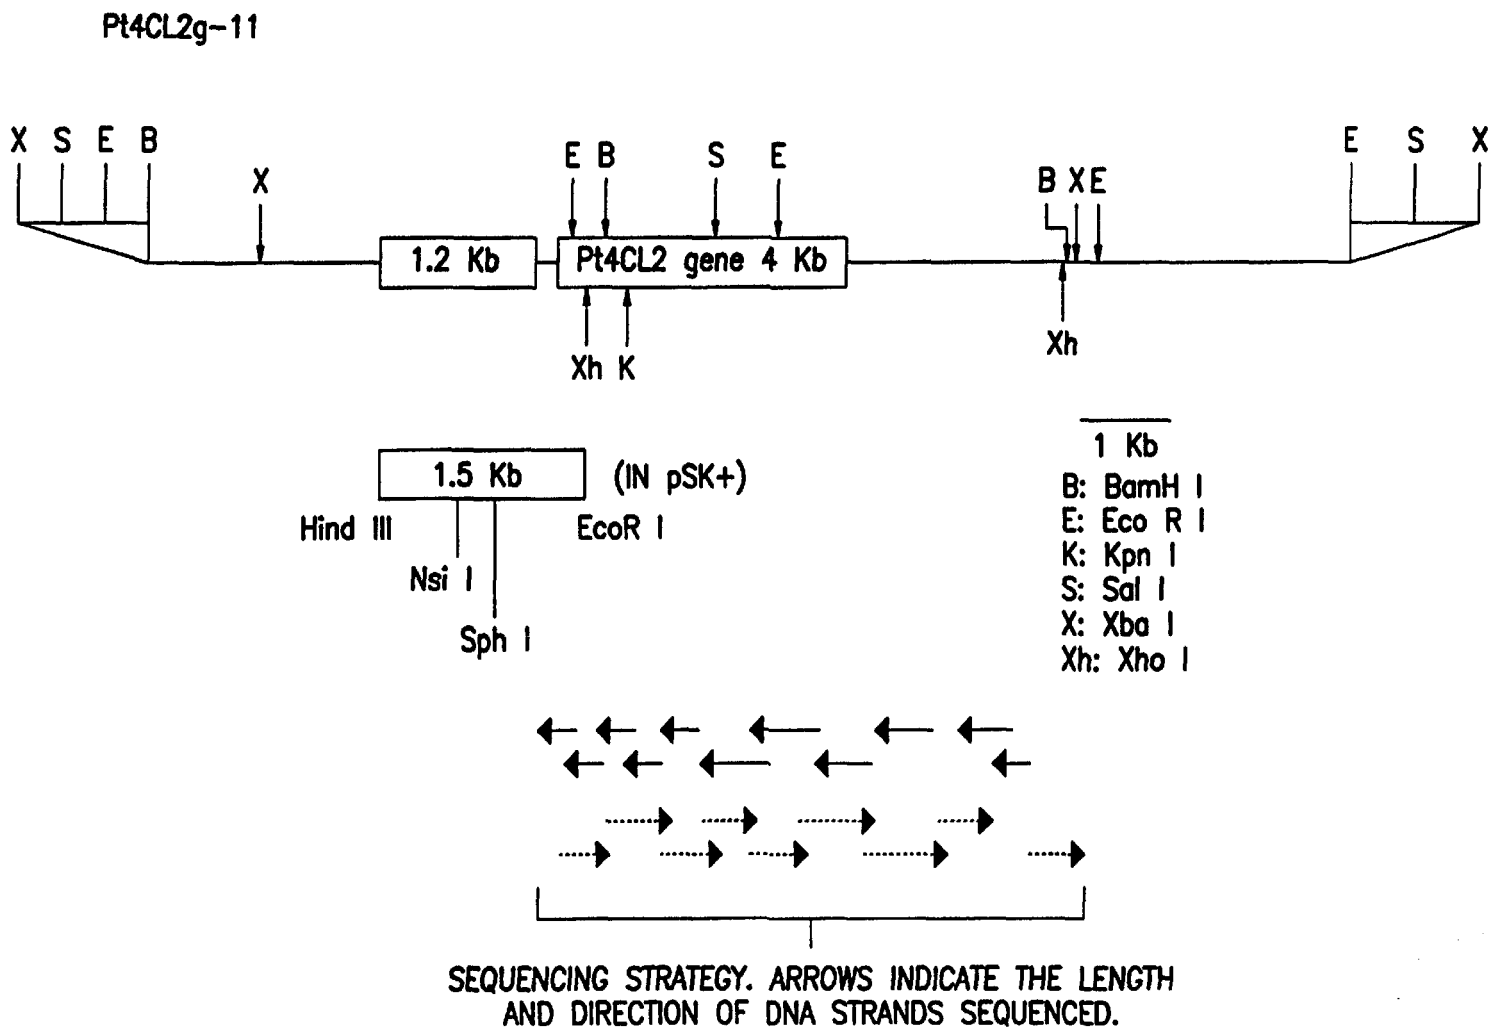 Pt4CL2g-11
X S E B E S X
X E B S E B X E
1.2 Kb Pt4CL2 gene 4 Kb
Xh K Xh
1.5 Kb (IN pSK+)
Hind III EcoR I
Nsi I
Sph I
1 Kb
B: BamH I
E: Eco R I
K: Kpn I
S: Sal I
X: Xba I
Xh: Xho I
SEQUENCING STRATEGY. ARROWS INDICATE THE LENGTH
AND DIRECTION OF DNA STRANDS SEQUENCED.